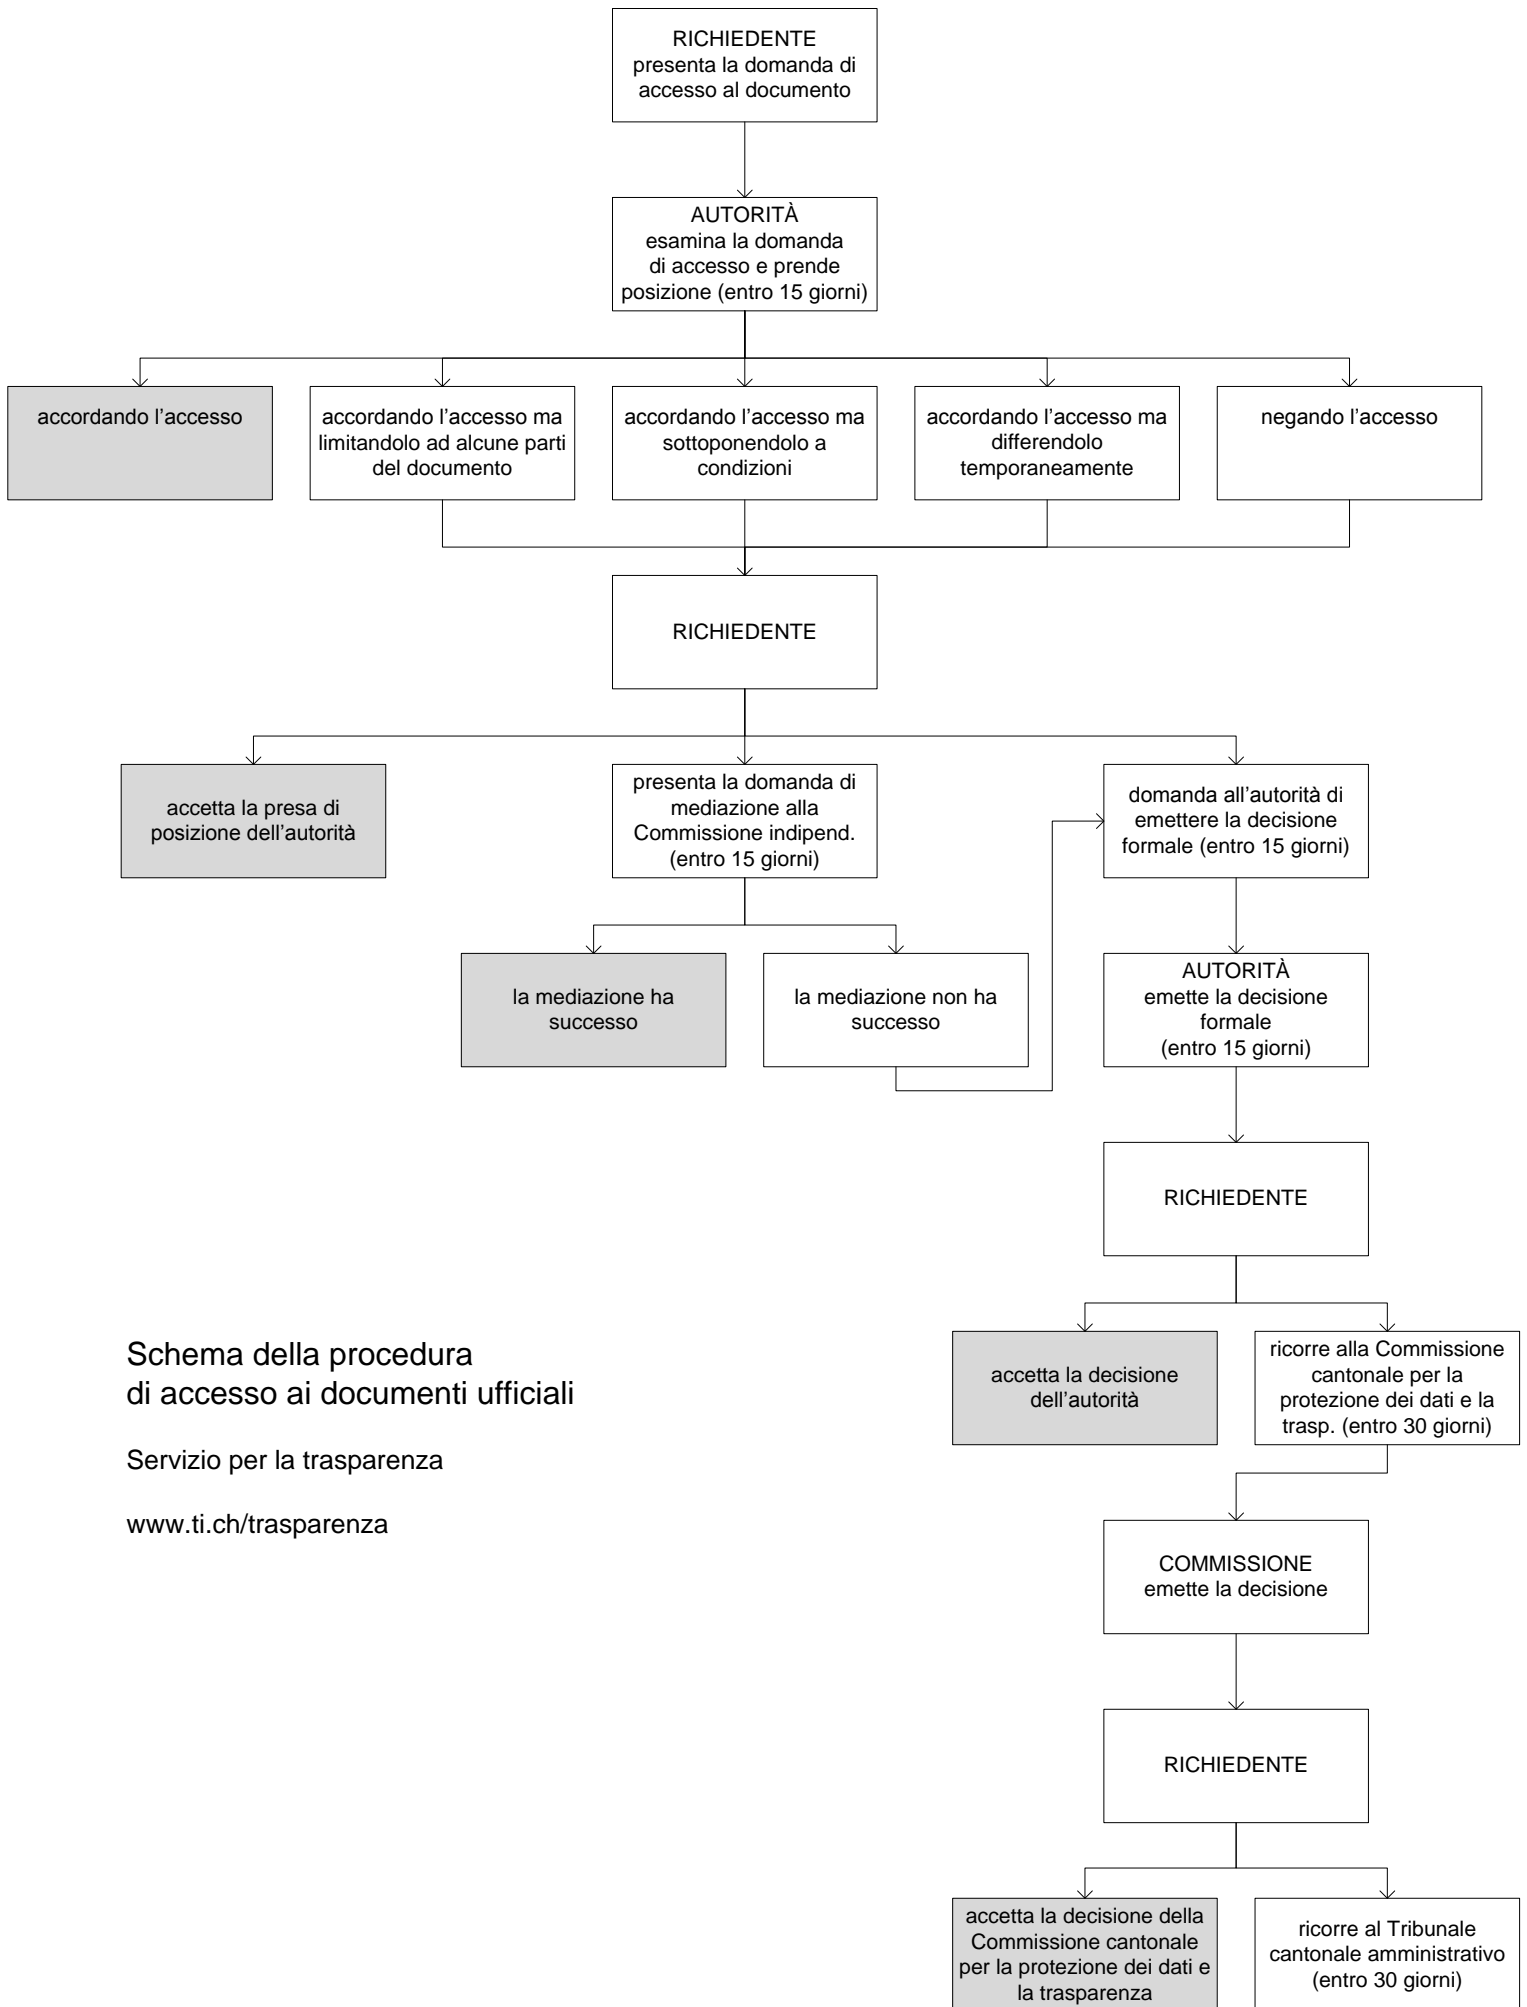 RICHIEDENTE
presenta la domanda di
accesso al documento
AUTORITÀ
esamina la domanda
di accesso e prende
posizione (entro 15 giorni)
accordando l’accesso
accordando l’accesso ma
limitandolo ad alcune parti
del documento
accordando l’accesso ma
sottoponendolo a
condizioni
accordando l’accesso ma
differendolo
temporaneamente
negando l’accesso
RICHIEDENTE
accetta la presa di
posizione dell’autorità
presenta la domanda di
mediazione alla
Commissione indipend.
(entro 15 giorni)
domanda all’autorità di
emettere la decisione
formale (entro 15 giorni)
la mediazione ha
successo
la mediazione non ha
successo
AUTORITÀ
emette la decisione
formale
(entro 15 giorni)
RICHIEDENTE
accetta la decisione
dell’autorità
ricorre alla Commissione
cantonale per la
protezione dei dati e la
trasp. (entro 30 giorni)
Schema della procedura
di accesso ai documenti ufficiali
Servizio per la trasparenza
www.ti.ch/trasparenza
COMMISSIONE
emette la decisione
RICHIEDENTE
accetta la decisione della
Commissione cantonale
per la protezione dei dati e
la trasparenza
ricorre al Tribunale
cantonale amministrativo
(entro 30 giorni)